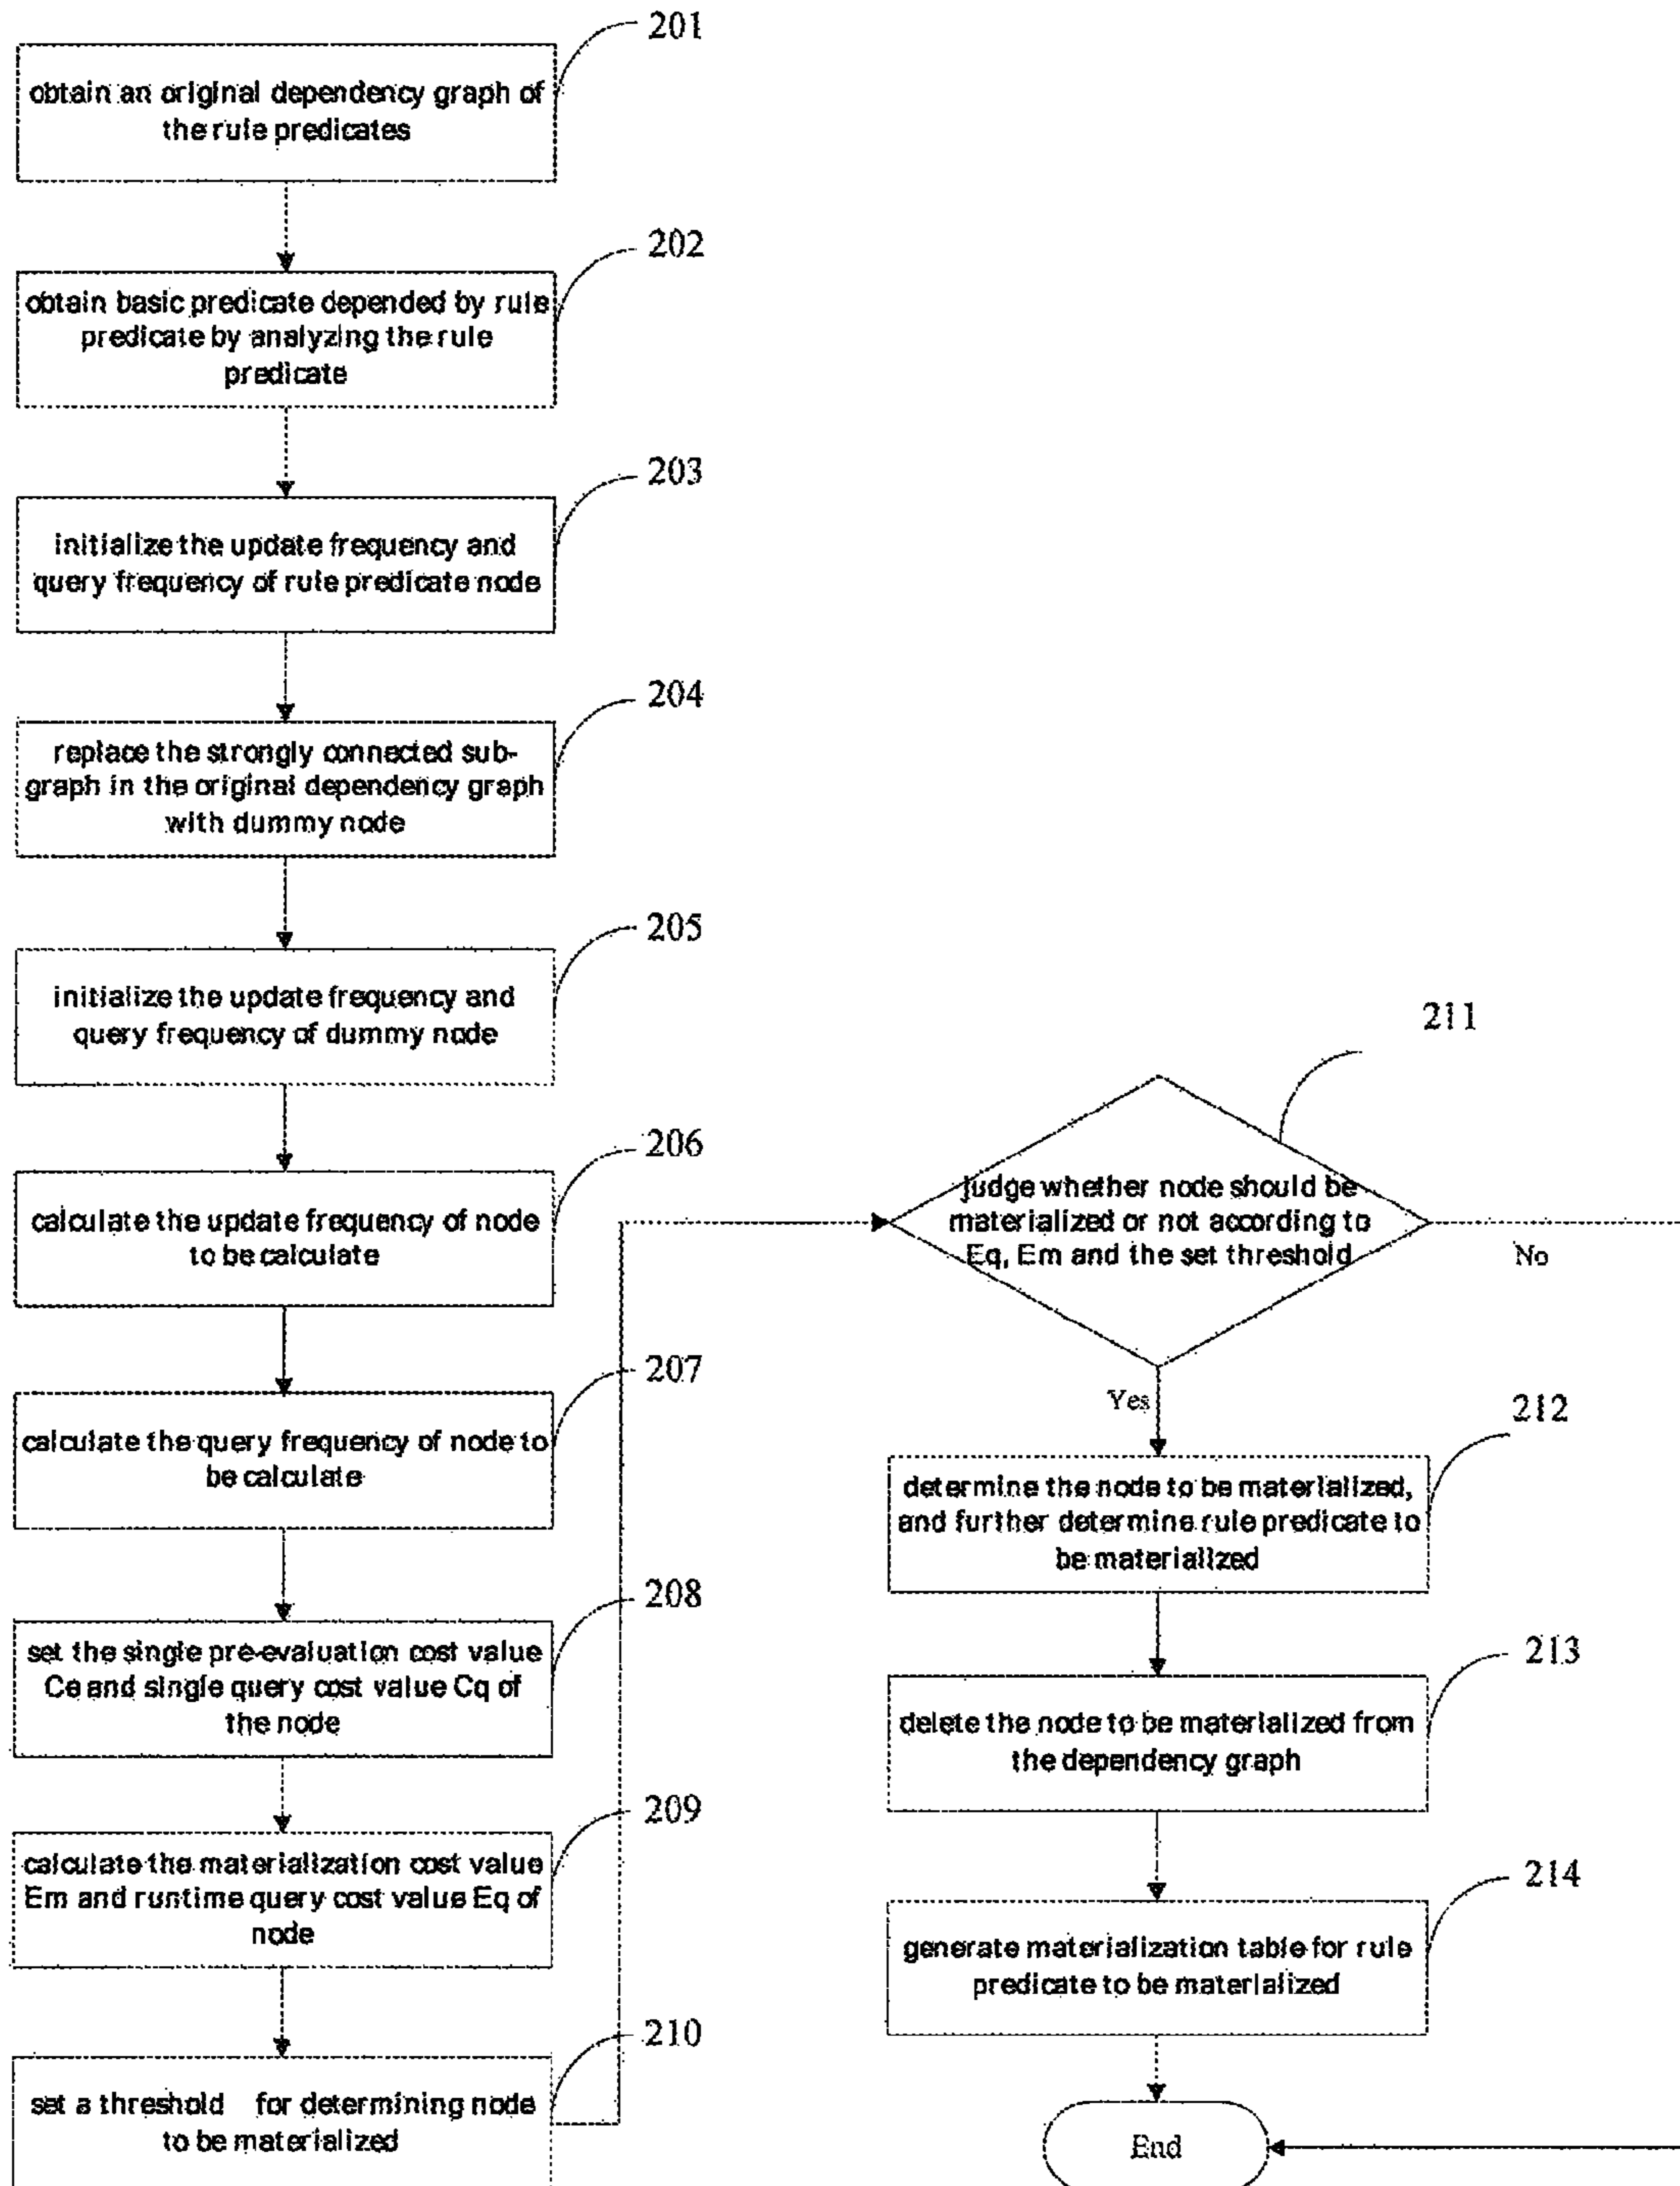 201
obtain an original dependency graph of
the rule predicates
202
obtain basic predicate depended by rule
predicate by analyzing the rule
predicate
203
initialize the update frequency and
query frequency of rule predicate node
204
replace the strongly connected sub-
graph in the original dependency graph
with dummy node
205
initialize the update frequency and
query frequency of dummy node
206
calculate the update frequency of node
to be calculate
207
calculate the query frequency of node to
be calculate
208
set the single pre-evaluation cost value
Ce and single query cost value Cq of
the node
209
calculate the materialization cost value
Em and runtime query cost value Eq of
node
210
set a threshold for determining node
to be materialized
211
judge whether node should be
materialized or not according to
Eq, Em and the set threshold
No
Yes
212
determine the node to be materialized,
and further determine rule predicate to
be materialized
213
delete the node to be materialized from
the dependency graph
214
generate materialization table for rule
predicate to be materialized
End